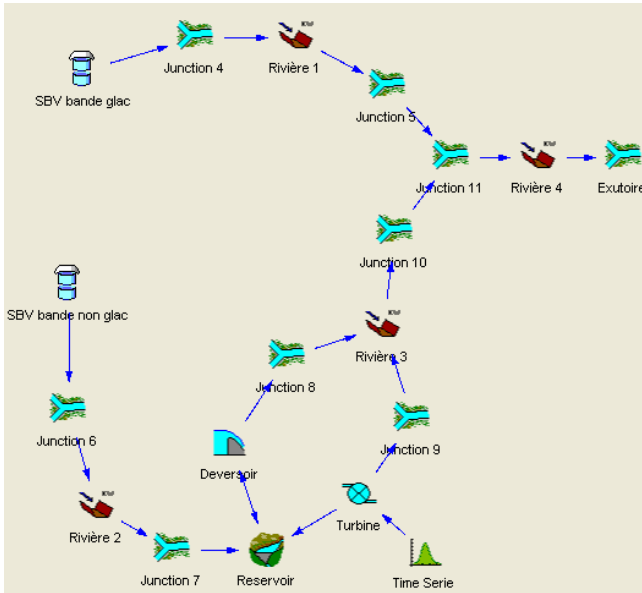 Junction 4
Rivière 1
SBV bande glac
Junction 5
Junction 11
Rivière 4
Exutoire
Junction 10
SBV bande non glac
Rivière 3
Junction 8
Junction 6
Junction 9
Deversoir
Turbine
Rivière 2
Junction 7
Reservoir
Time Serie